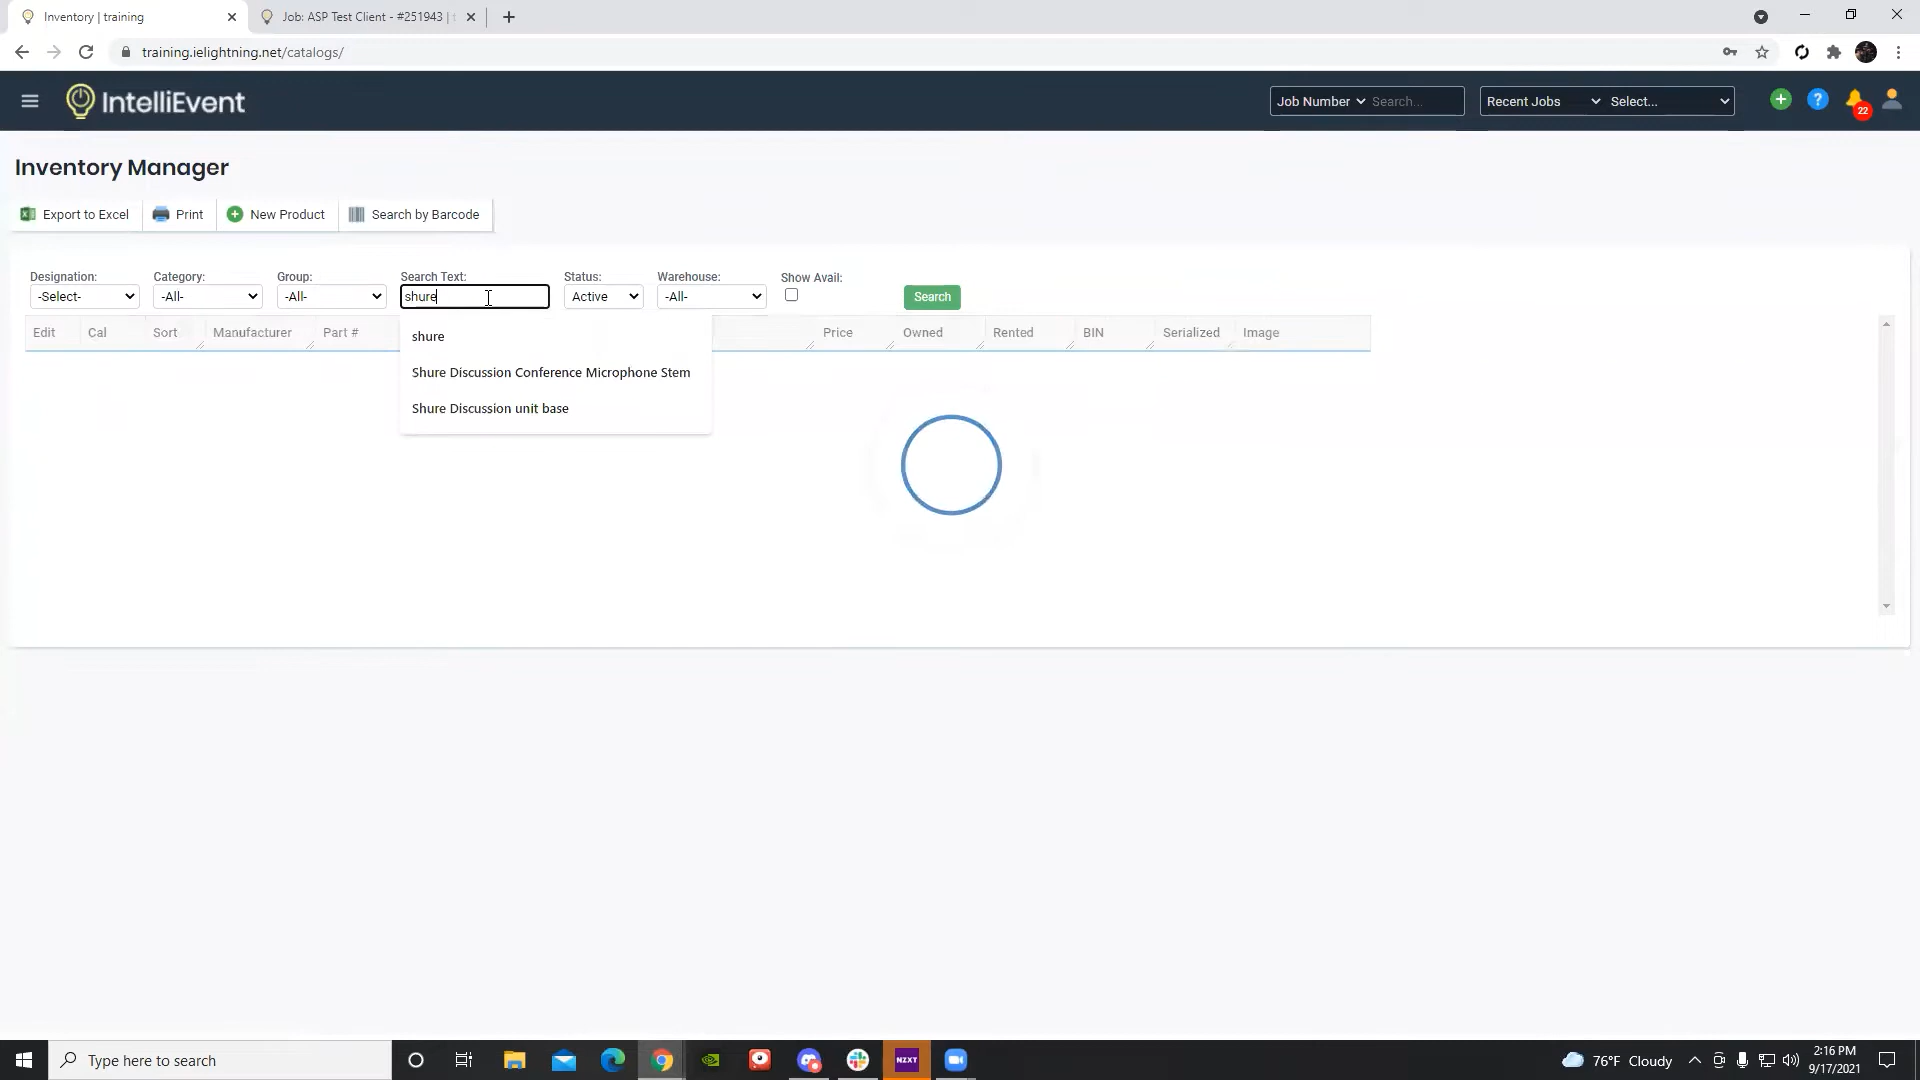 Inventory | training
Job: ASP Test Client - #251943 | t
training.ielightning.net/catalogs/
IntelliEvent
Job Number
Search...
Recent Jobs
Select...
22
Inventory Manager
Export to Excel
Print
New Product
Search by Barcode
Designation:
Category:
Group:
Search Text:
Status:
Warehouse:
Show Avail:
-Select-
-All-
-All-
shure
Active
-All-
Search
Edit
Cal
Sort
Manufacturer
Part #
Price
Owned
Rented
BIN
Serialized
Image
shure
Shure Discussion Conference Microphone Stem
Shure Discussion unit base
Type here to search
NZXT
76°F Cloudy
2:16 PM
9/17/2021